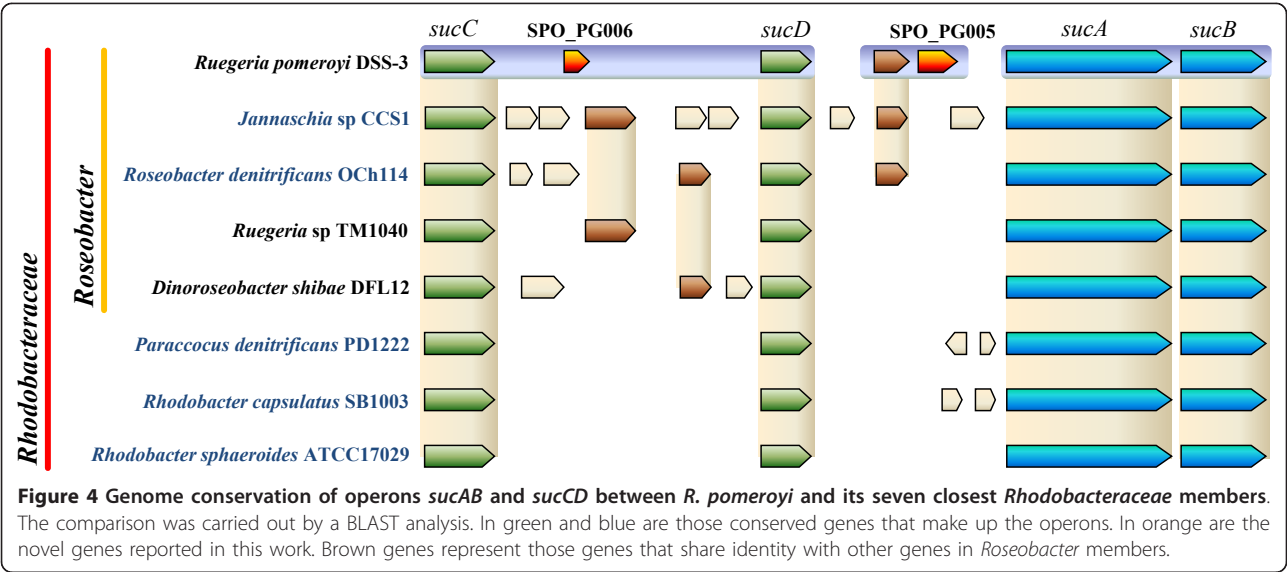 sucC SPO_PG006 sucD SPO_PG005 sucA sucB
Ruegeria pomeroyi DSS-3
Jannaschia sp CCS1
Roseobacter denitrificans OCh114
Ruegeria sp TM1040
Dinoroseobacter shibae DFL12
Paraccocus denitrificans PD1222
Rhodobacter capsulatus SB1003
Rhodobacter sphaeroides ATCC17029
Roseobacter
Rhodobacteraceae
Figure 4 Genome conservation of operons sucAB and sucCD between R. pomeroyi and its seven closest Rhodobacteraceae members.
The comparison was carried out by a BLAST analysis. In green and blue are those conserved genes that make up the operons. In orange are the
novel genes reported in this work. Brown genes represent those genes that share identity with other genes in Roseobacter members.